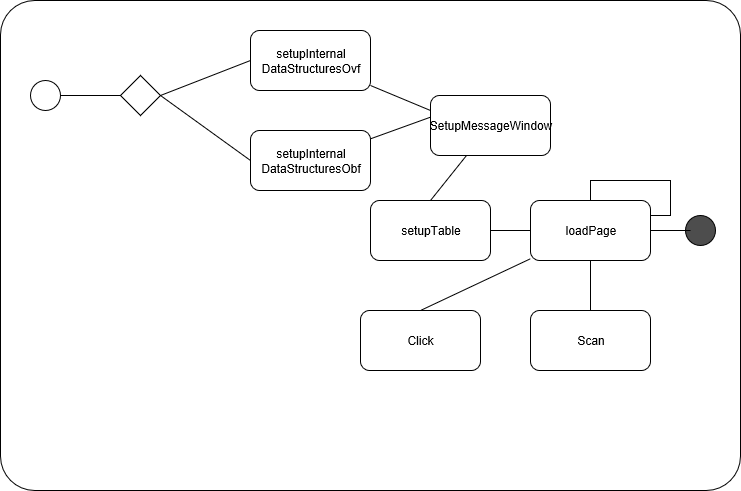 setupInternal
DataStructuresOvf
setupInternal
DataStructuresObf
SetupMessageWindow
setupTable
loadPage
Click
Scan